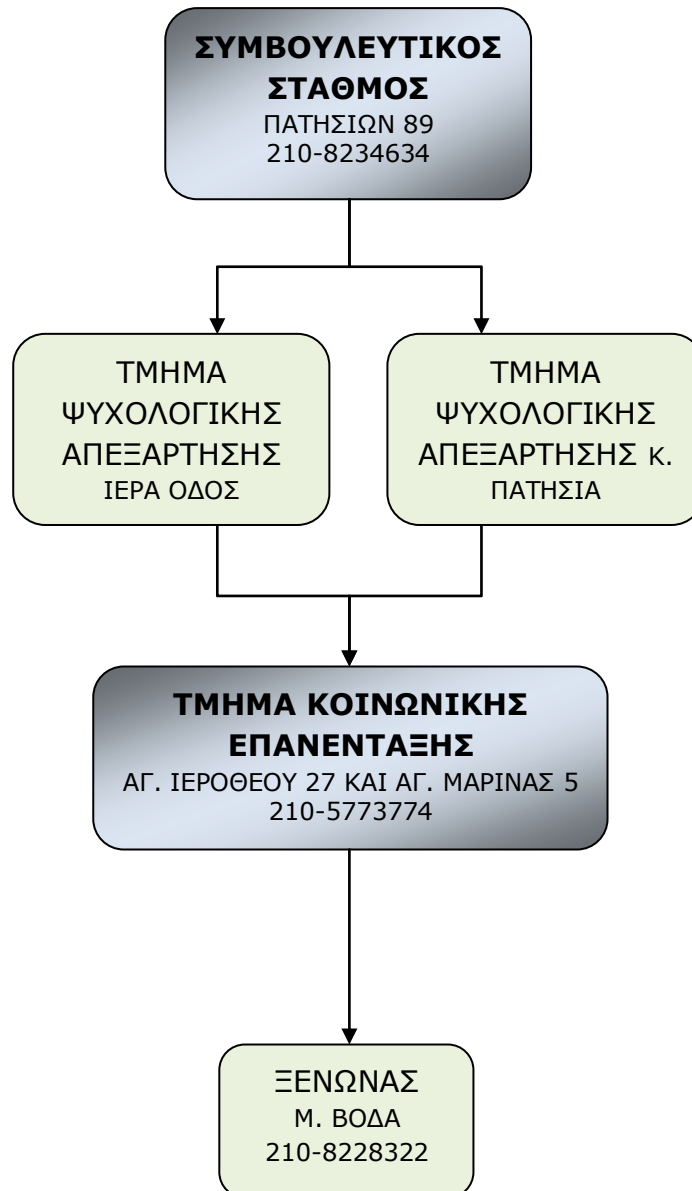 ΣΥΜΒΟΥΛΕΥΤΙΚΟΣ
ΣΤΑΘΜΟΣ
ΠΑΤΗΣΙΩΝ 89
210-8234634
ΤΜΗΜΑ
ΨΥΧΟΛΟΓΙΚΗΣ
ΑΠΕΞΑΡΤΗΣΗΣ
ΙΕΡΑ ΟΔΟΣ
ΤΜΗΜΑ
ΨΥΧΟΛΟΓΙΚΗΣ
ΑΠΕΞΑΡΤΗΣΗΣ Κ.
ΠΑΤΗΣΙΑ
ΤΜΗΜΑ ΚΟΙΝΩΝΙΚΗΣ
ΕΠΑΝΕΝΤΑΞΗΣ
ΑΓ. ΙΕΡΟΘΕΟΥ 27 ΚΑΙ ΑΓ. ΜΑΡΙΝΑΣ 5
210-5773774
ΞΕΝΩΝΑΣ
Μ. ΒΟΔΑ
210-8228322